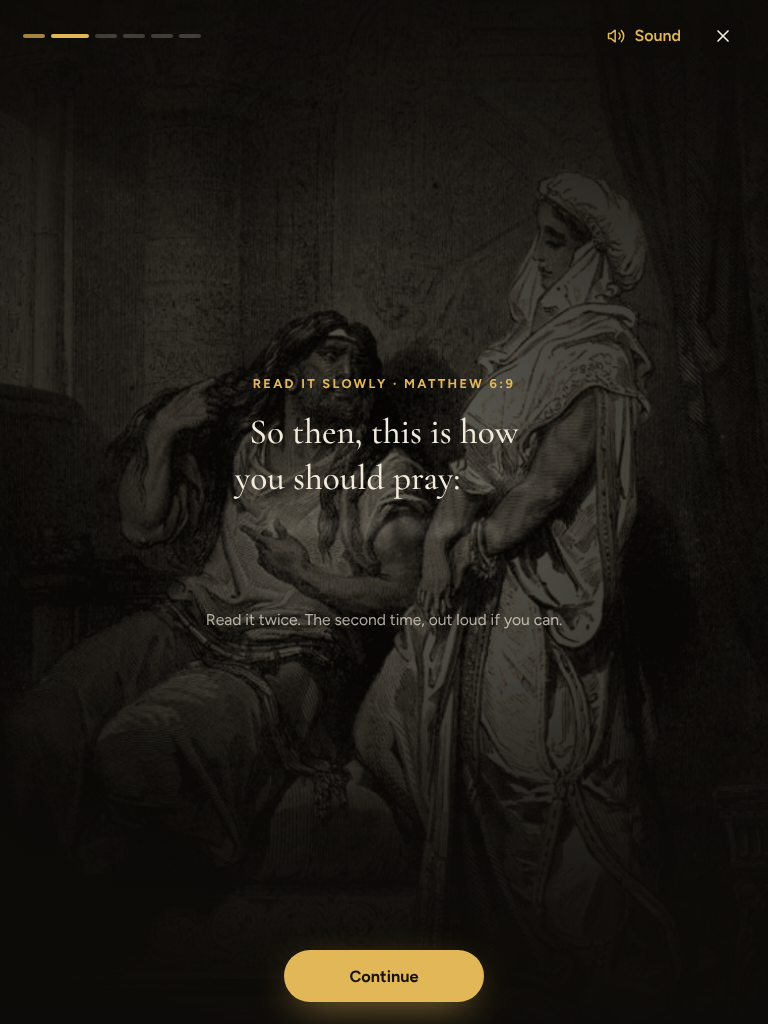 Sound
READ IT SLOWLY · MATTHEW 6:9
So then, this is how
you should pray:
Read it twice. The second time, out loud if you can.
Continue